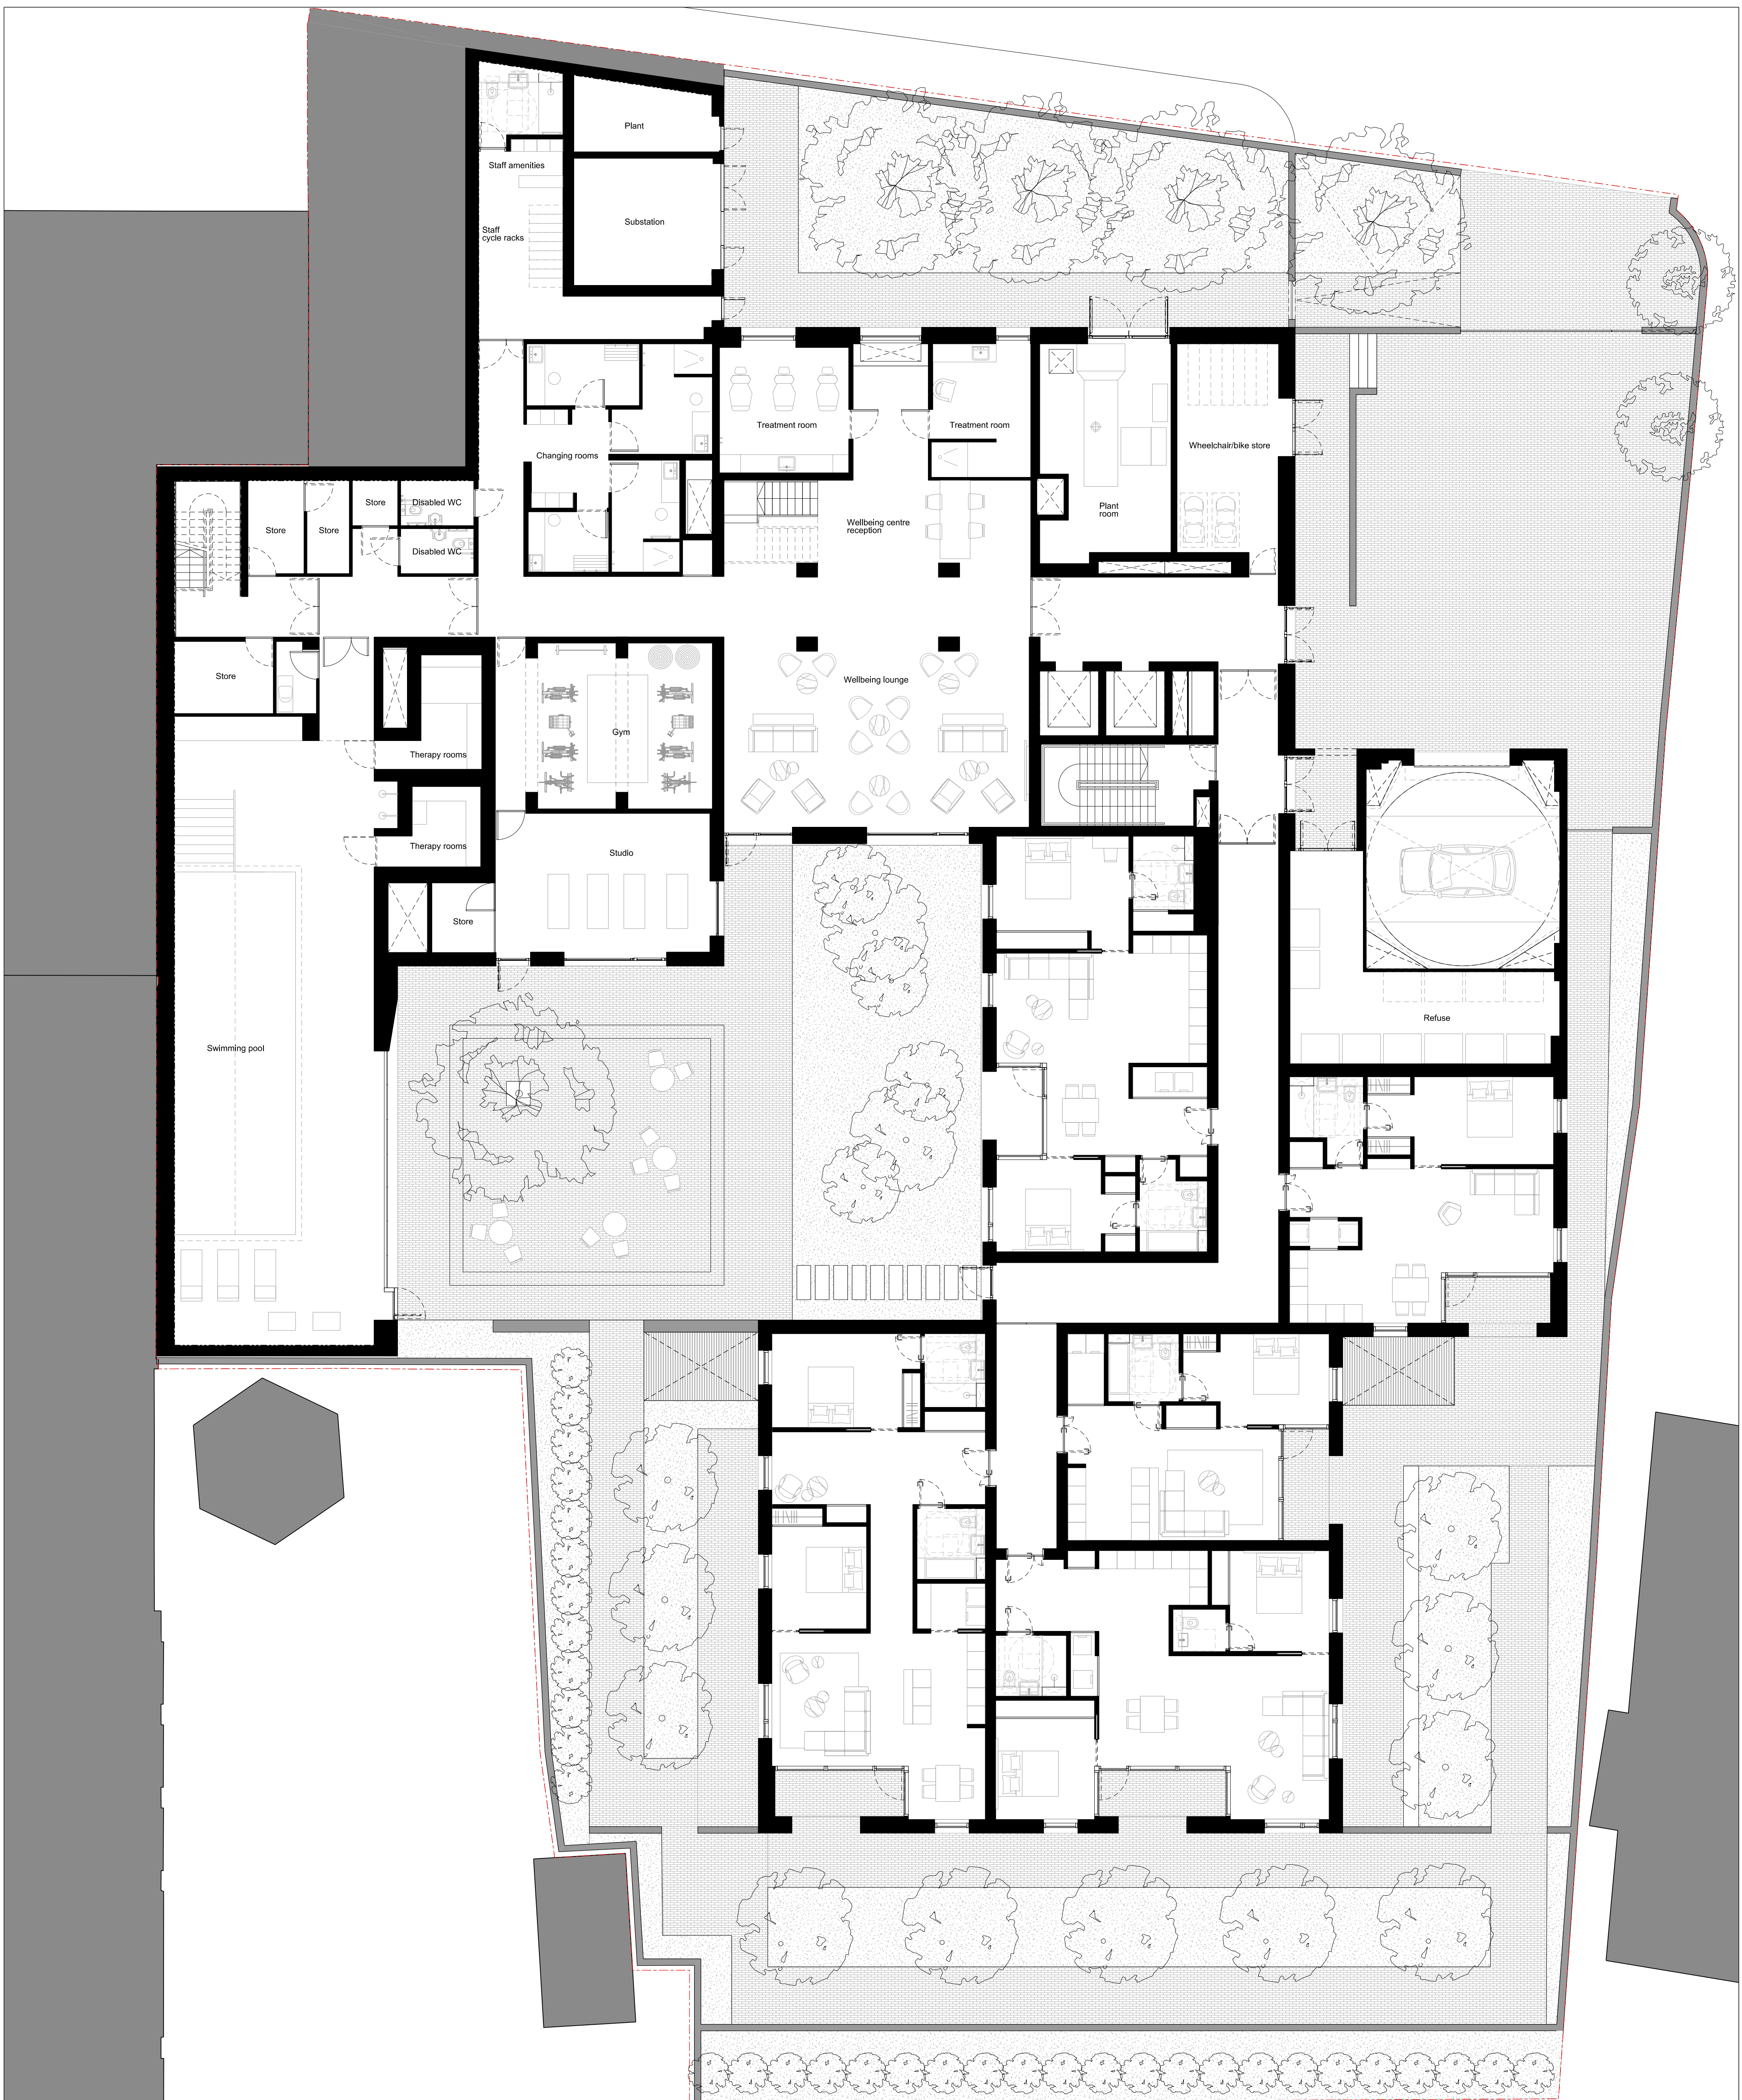 Plant
Staff amenities
Substation
Staff
cycle racks
Treatment room
Treatment room
Changing rooms
Wheelchair/bike store
Store
Disabled WC
Store
Store
Plant
room
Wellbeing centre
reception
Disabled WC
Store
Wellbeing lounge
Gym
Therapy rooms
Therapy rooms
Studio
Store
Refuse
Swimming pool